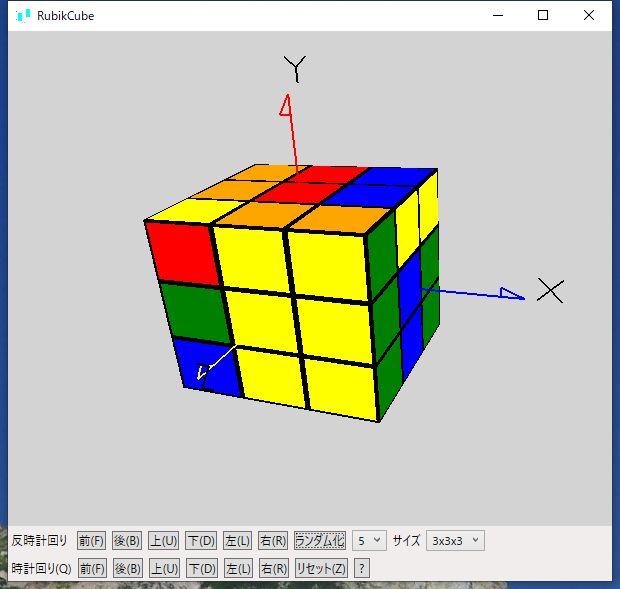 RubikCube
Y
X
Z
反時計回り 前(F) 後(B) 上(U) 下(D) 左(L) 右(R) ランダム化 5 サイズ 3x3x3
時計回り(Q) 前(F) 後(B) 上(U) 下(D) 左(L) 右(R) リセット(Z) ?